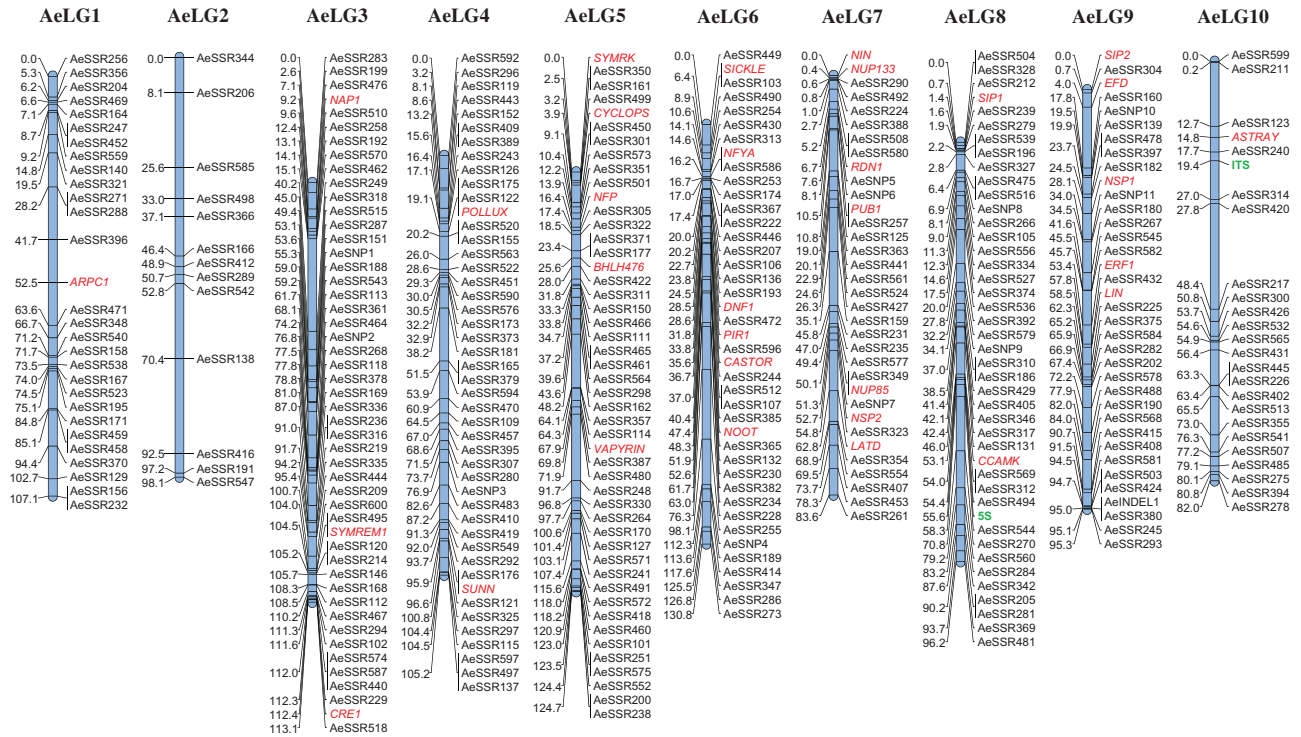 AeLG1
0.0 AeSSR256
5.3 AeSSR356
6.2 AeSSR204
6.6 AeSSR469
7.1 AeSSR164
AeSSR247
8.7 AeSSR452
9.2 AeSSR559
14.8 AeSSR140
19.5 AeSSR321
AeSSR271
28.2 AeSSR288
41.7 AeSSR396
52.5 ARPC1
63.6 AeSSR471
66.7 AeSSR348
71.2 AeSSR540
71.7 AeSSR158
73.5 AeSSR538
74.0 AeSSR167
74.5 AeSSR523
75.1 AeSSR195
84.8 AeSSR171
AeSSR459
85.1 AeSSR458
94.4 AeSSR370
102.7 AeSSR129
AeSSR156
107.1 AeSSR232
AeLG2
0.0 AeSSR344
8.1 AeSSR206
25.6 AeSSR585
33.0 AeSSR498
37.1 AeSSR366
46.4 AeSSR166
48.9 AeSSR412
50.7 AeSSR289
52.8 AeSSR542
70.4 AeSSR138
92.5 AeSSR416
97.2 AeSSR191
98.1 AeSSR547
AeLG3
0.0 AeSSR283
2.6 AeSSR199
7.1 AeSSR476
9.2 NAP1
9.6 AeSSR510
12.4 AeSSR258
13.1 AeSSR192
14.1 AeSSR570
15.1 AeSSR462
40.2 AeSSR249
45.0 AeSSR318
49.4 AeSSR515
53.1 AeSSR287
53.6 AeSSR151
55.3 AeSNP1
59.0 AeSSR188
59.2 AeSSR543
61.7 AeSSR113
68.1 AeSSR361
74.2 AeSSR464
76.8 AeSNP2
77.5 AeSSR268
77.8 AeSSR118
78.8 AeSSR378
81.0 AeSSR169
87.0 AeSSR336
AeSSR236
91.0 AeSSR316
91.7 AeSSR219
94.2 AeSSR335
95.4 AeSSR444
100.7 AeSSR209
104.0 AeSSR600
AeSSR495
104.5 SYMREM1
AeSSR120
105.2 AeSSR214
105.7 AeSSR146
108.3 AeSSR168
108.5 AeSSR112
110.2 AeSSR467
111.3 AeSSR294
111.6 AeSSR102
AeSSR574
112.0 AeSSR587
AeSSR440
112.3 AeSSR229
112.4 CRE1
113.1 AeSSR518
AeLG4
0.0 AeSSR592
3.2 AeSSR296
8.1 AeSSR119
8.6 AeSSR443
13.2 AeSSR152
AeSSR409
15.6 AeSSR389
16.4 AeSSR243
17.1 AeSSR126
AeSSR175
19.1 AeSSR122
POLLUX
AeSSR520
20.2 AeSSR155
26.0 AeSSR563
28.6 AeSSR522
29.3 AeSSR451
30.0 AeSSR590
30.5 AeSSR576
32.2 AeSSR173
32.9 AeSSR373
38.2 AeSSR181
AeSSR165
51.5 AeSSR379
53.9 AeSSR594
60.9 AeSSR470
64.5 AeSSR109
67.0 AeSSR457
68.6 AeSSR395
71.5 AeSSR307
73.7 AeSSR280
76.9 AeSNP3
82.6 AeSSR483
87.2 AeSSR410
91.3 AeSSR419
92.0 AeSSR549
93.7 AeSSR292
AeSSR176
95.9 SUNN
96.6 AeSSR121
100.8 AeSSR325
104.4 AeSSR297
104.5 AeSSR115
AeSSR597
105.2 AeSSR497
AeSSR137
AeLG5
0.0 SYMRK
AeSSR350
2.5 AeSSR161
3.2 AeSSR499
3.9 CYCLOPS
AeSSR450
9.1 AeSSR301
10.4 AeSSR573
12.2 AeSSR351
13.9 AeSSR501
16.4 NFP
17.4 AeSSR305
18.5 AeSSR322
AeSSR371
23.4 AeSSR177
25.6 BHLH476
28.0 AeSSR422
31.8 AeSSR311
33.3 AeSSR150
33.8 AeSSR466
34.7 AeSSR111
AeSSR465
37.2 AeSSR461
39.6 AeSSR564
43.6 AeSSR298
48.2 AeSSR162
64.1 AeSSR357
64.3 AeSSR114
67.9 VAPYRIN
69.8 AeSSR387
71.9 AeSSR480
91.7 AeSSR248
96.8 AeSSR330
97.7 AeSSR264
100.6 AeSSR170
101.4 AeSSR127
103.1 AeSSR571
107.4 AeSSR241
115.6 AeSSR491
118.0 AeSSR572
118.2 AeSSR418
120.9 AeSSR460
123.0 AeSSR101
AeSSR251
123.5 AeSSR575
124.4 AeSSR552
AeSSR200
124.7 AeSSR238
AeLG6
0.0 AeSSR449
SICKLE
6.4 AeSSR103
8.9 AeSSR490
10.6 AeSSR254
14.1 AeSSR430
14.6 AeSSR313
NFYA
16.2 AeSSR586
16.7 AeSSR253
17.0 AeSSR174
AeSSR367
17.4 AeSSR222
20.0 AeSSR446
22.0 AeSSR207
22.7 AeSSR106
23.8 AeSSR136
24.5 AeSSR193
28.5 DNF1
28.6 AeSSR472
31.8 PIR1
33.8 AeSSR596
35.6 CASTOR
36.7 AeSSR244
AeSSR512
37.0 AeSSR107
40.4 AeSSR385
47.4 NOOT
48.3 AeSSR365
51.9 AeSSR132
52.6 AeSSR230
61.7 AeSSR382
63.0 AeSSR234
76.3 AeSSR228
98.1 AeSSR255
112.3 AeSNP4
113.6 AeSSR189
117.6 AeSSR414
125.5 AeSSR347
126.8 AeSSR286
130.8 AeSSR273
AeLG7
0.0 NIN
0.4 NUP133
0.6 AeSSR290
0.8 AeSSR492
1.0 AeSSR224
2.7 AeSSR388
AeSSR508
5.2 AeSSR580
6.7 RDN1
7.6 AeSNP5
8.1 AeSNP6
PUB1
10.5 AeSSR257
10.8 AeSSR125
19.0 AeSSR363
20.1 AeSSR441
22.9 AeSSR561
24.6 AeSSR524
26.3 AeSSR427
35.1 AeSSR159
45.8 AeSSR231
47.0 AeSSR235
49.4 AeSSR577
AeSSR349
50.1 NUP85
51.3 AeSNP7
52.7 NSP2
54.8 AeSSR323
62.8 LATD
68.9 AeSSR354
69.5 AeSSR554
73.7 AeSSR407
78.3 AeSSR453
83.6 AeSSR261
AeLG8
AeSSR504
0.0 AeSSR328
0.7 AeSSR212
1.4 SIP1
1.6 AeSSR239
1.9 AeSSR279
AeSSR539
2.2 AeSSR196
2.8 AeSSR327
AeSSR475
6.4 AeSSR516
6.9 AeSNP8
8.1 AeSSR266
9.0 AeSSR105
11.3 AeSSR556
12.3 AeSSR334
14.6 AeSSR527
17.5 AeSSR374
20.0 AeSSR306
27.8 AeSSR392
32.2 AeSSR579
34.1 AeSNP9
AeSSR310
37.0 AeSSR186
38.5 AeSSR429
41.4 AeSSR405
42.1 AeSSR346
42.4 AeSSR317
46.0 AeSSR131
53.1 CCAMK
AeSSR569
54.0 AeSSR312
54.4 AeSSR494
55.6 5S
58.3 AeSSR544
70.8 AeSSR270
79.2 AeSSR560
83.2 AeSSR284
87.6 AeSSR342
AeSSR205
90.2 AeSSR281
93.7 AeSSR369
96.2 AeSSR481
AeLG9
0.0 SIP2
0.7 AeSSR304
4.0 EFD
17.8 AeSSR160
19.5 AeSNP10
19.9 AeSSR139
AeSSR478
23.7 AeSSR397
24.5 AeSSR182
28.1 NSP1
34.0 AeSNP11
34.5 AeSSR180
41.6 AeSSR267
45.5 AeSSR545
45.7 AeSSR582
53.4 ERF1
57.8 AeSSR432
58.5 LIN
62.3 AeSSR225
65.2 AeSSR375
65.9 AeSSR584
66.9 AeSSR282
67.4 AeSSR202
72.2 AeSSR578
77.9 AeSSR488
82.0 AeSSR190
84.0 AeSSR568
90.7 AeSSR415
91.5 AeSSR408
94.5 AeSSR581
AeSSR503
94.7 AeSSR424
AeINDEL1
95.0 AeSSR380
95.1 AeSSR245
95.3 AeSSR293
AeLG10
0.0 AeSSR599
0.2 AeSSR211
12.7 AeSSR123
14.8 ASTRAY
17.7 AeSSR240
19.4 ITS
27.0 AeSSR314
27.8 AeSSR420
48.4 AeSSR217
50.8 AeSSR300
53.7 AeSSR426
54.6 AeSSR532
54.9 AeSSR565
56.4 AeSSR431
AeSSR445
63.3 AeSSR226
63.4 AeSSR402
65.5 AeSSR513
73.0 AeSSR355
76.3 AeSSR541
77.2 AeSSR507
79.1 AeSSR485
80.1 AeSSR275
80.8 AeSSR394
82.0 AeSSR278